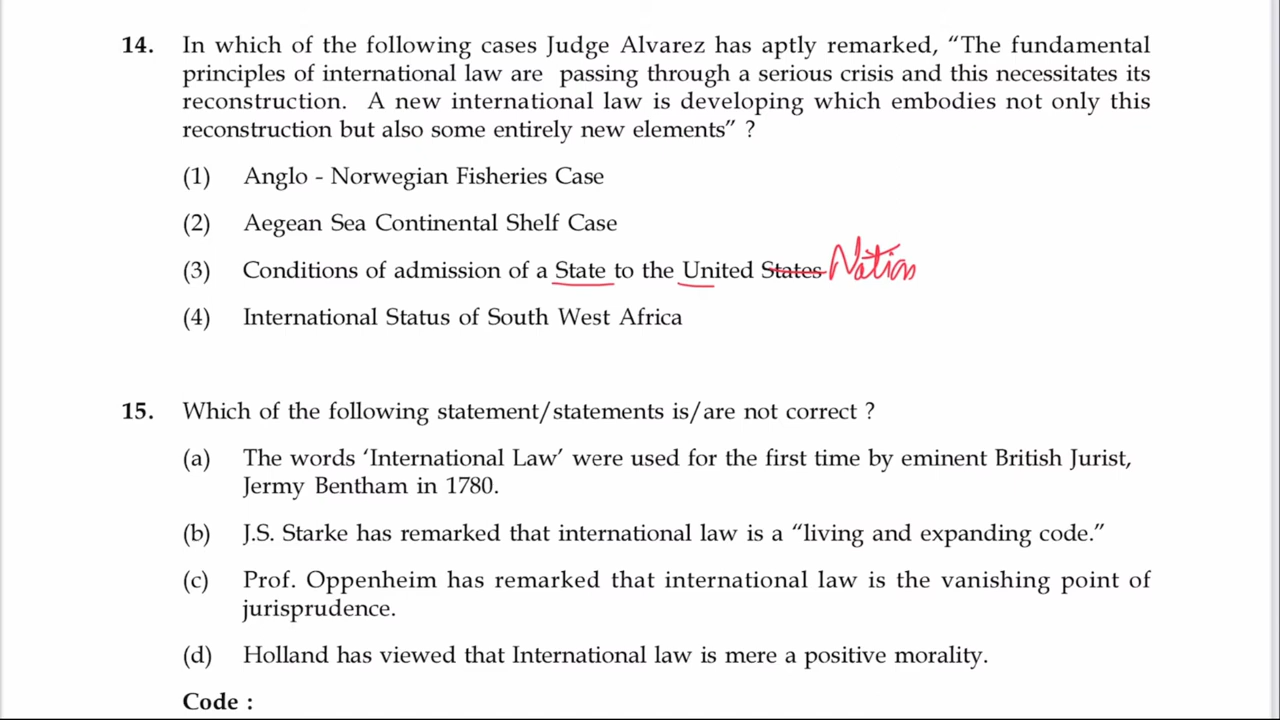 14. In which of the following cases Judge Alvarez has aptly remarked, “The fundamental
principles of international law are passing through a serious crisis and this necessitates its
reconstruction. A new international law is developing which embodies not only this
reconstruction but also some entirely new elements” ?
(1) Anglo - Norwegian Fisheries Case
(2) Aegean Sea Continental Shelf Case
(3) Conditions of admission of a State to the United States Nation
(4) International Status of South West Africa
15. Which of the following statement/statements is/are not correct ?
(a) The words ‘International Law’ were used for the first time by eminent British Jurist,
Jermy Bentham in 1780.
(b) J.S. Starke has remarked that international law is a “living and expanding code.”
(c) Prof. Oppenheim has remarked that international law is the vanishing point of
jurisprudence.
(d) Holland has viewed that International law is mere a positive morality.
Code :